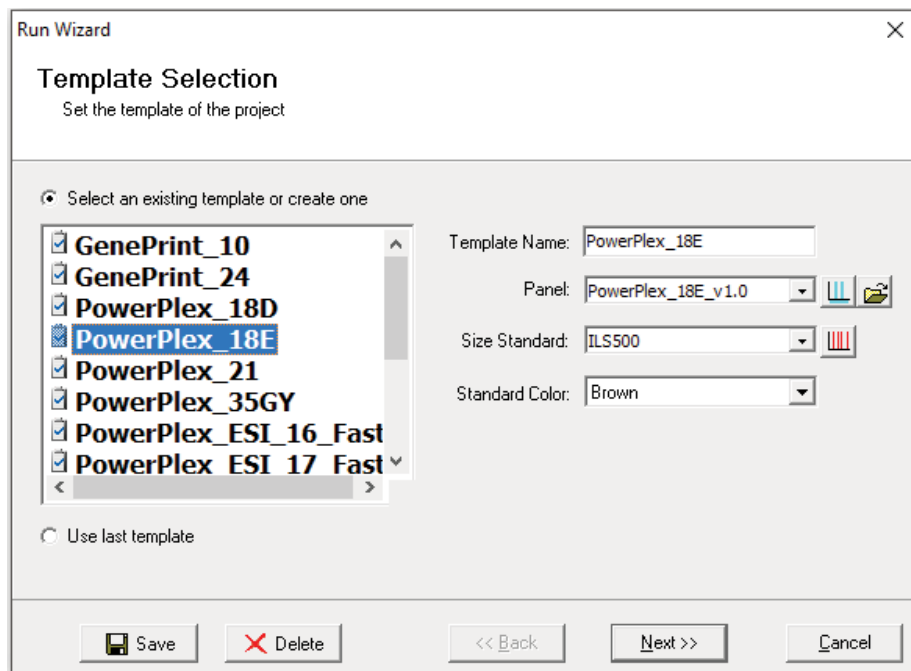 Run Wizard
Template Selection
Set the template of the project
Select an existing template or create one
GenePrint_10
GenePrint_24
PowerPlex_18D
PowerPlex_18E
PowerPlex_21
PowerPlex_35GY
PowerPlex_ESI_16_Fast
PowerPlex_ESI_17_Fast
Template Name: PowerPlex_18E
Panel: PowerPlex_18E_v1.0
Size Standard: ILS500
Standard Color: Brown
Use last template
Save Delete << Back Next >> Cancel